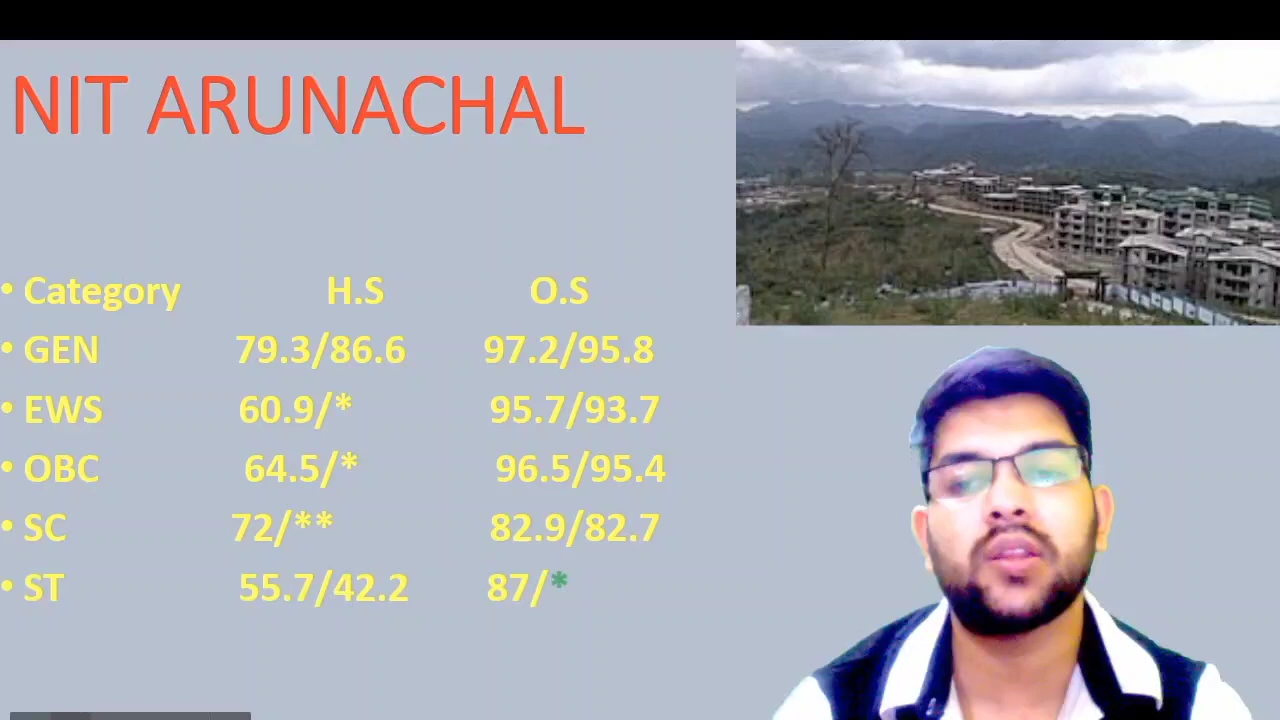 NIT ARUNACHAL
• Category H.S O.S
• GEN 79.3/86.6 97.2/95.8
• EWS 60.9/* 95.7/93.7
• OBC 64.5/* 96.5/95.4
• SC 72/** 82.9/82.7
• ST 55.7/42.2 87/*